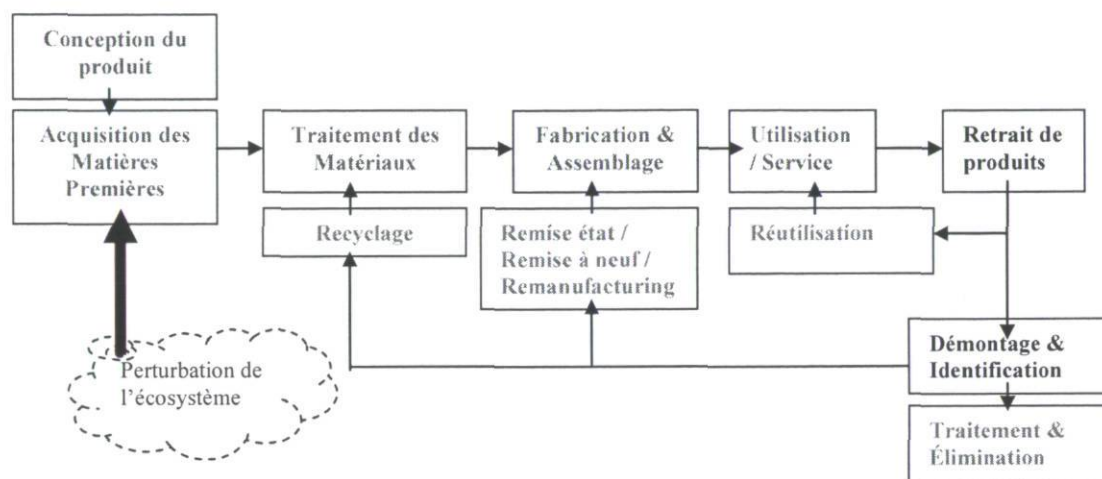 Conception du
produit
Acquisition des
Matières
Premières
Traitement des
Matériaux
Fabrication &
Assemblage
Utilisation
/ Service
Retrait de
produits
Recyclage
Remise état /
Remise à neuf /
Remanufacturing
Réutilisation
Perturbation de
l'écosystème
Démontage &
Identification
Traitement &
Élimination